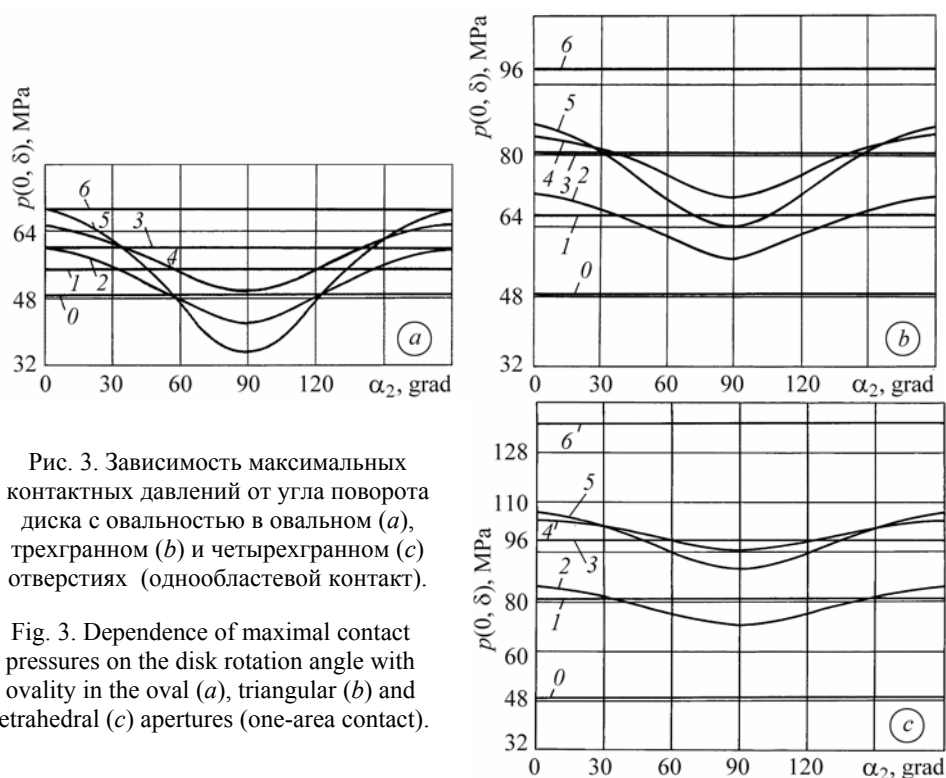 p(0, δ), MPa
64
48
32
6
5
3
4
1
2
0
a
0 30 60 90 120 α₂, grad
p(0, δ), MPa
96
80
64
48
32
6
5
4 3 2
1
0
b
0 30 60 90 120 α₂, grad
Рис. 3. Зависимость максимальных
контактных давлений от угла поворота
диска с овальностью в овальном (a),
трехгранном (b) и четырехгранном (c)
отверстиях (однообластевой контакт).
Fig. 3. Dependence of maximal contact
pressures on the disk rotation angle with
ovality in the oval (a), triangular (b) and
etrahedral (c) apertures (one-area contact).
p(0, δ), MPa
128
110
96
80
60
48
32
6'
5
4'
3
2
1
0
c
0 30 60 90 120 α₂, grad